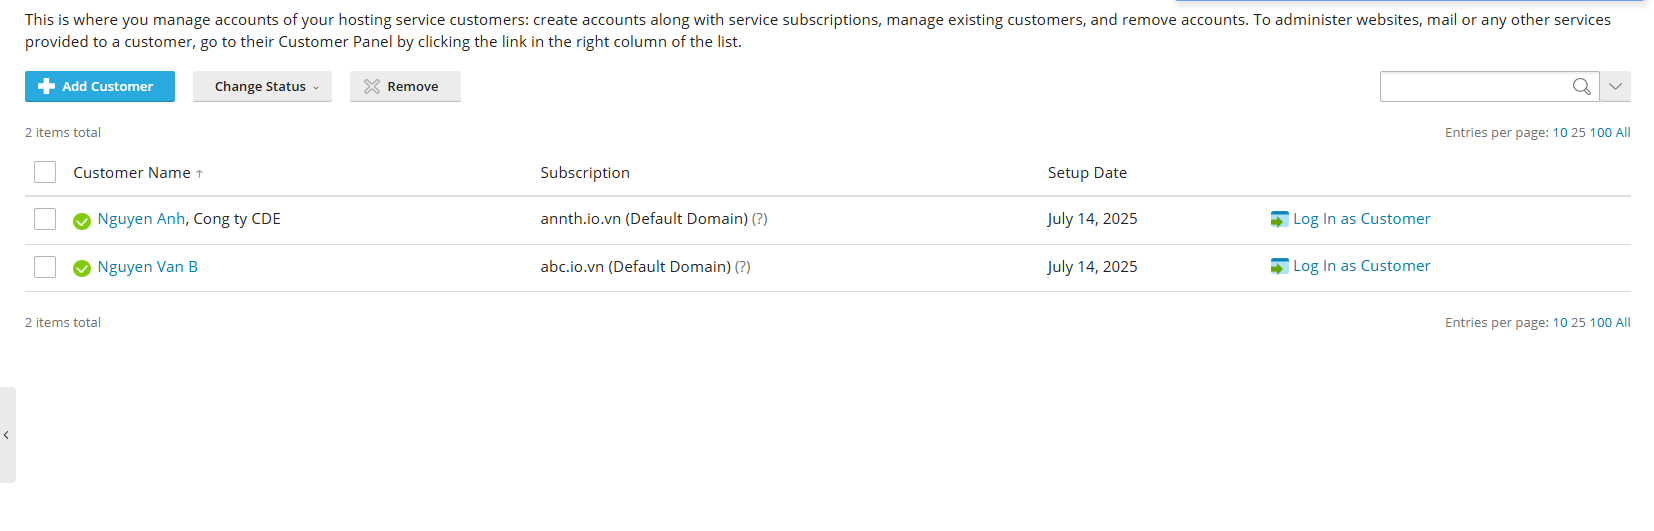 This is where you manage accounts of your hosting service customers: create accounts along with service subscriptions, manage existing customers, and remove accounts. To administer websites, mail or any other services
provided to a customer, go to their Customer Panel by clicking the link in the right column of the list.
Add Customer Change Status Remove
2 items total Entries per page: 10 25 100 All
Customer Name ↑ Subscription Setup Date
Nguyen Anh, Cong ty CDE annth.io.vn (Default Domain) (?) July 14, 2025 Log In as Customer
Nguyen Van B abc.io.vn (Default Domain) (?) July 14, 2025 Log In as Customer
2 items total Entries per page: 10 25 100 All